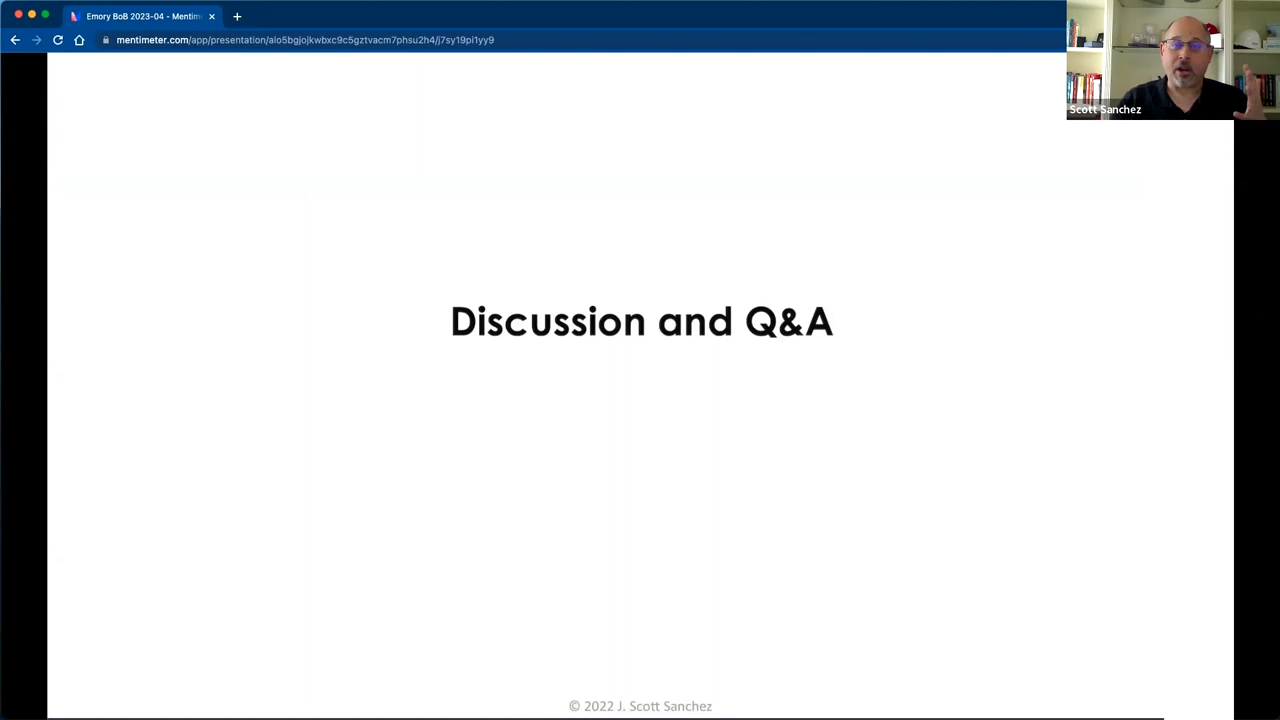 Emory BoB 2023-04 - Mentim
mentimeter.com/app/presentation/alo5bgjojkwbxc9c5gztvacm7phsu2h4/j7sy19pi1yy9
Scott Sanchez
Discussion and Q&A
© 2022 J. Scott Sanchez